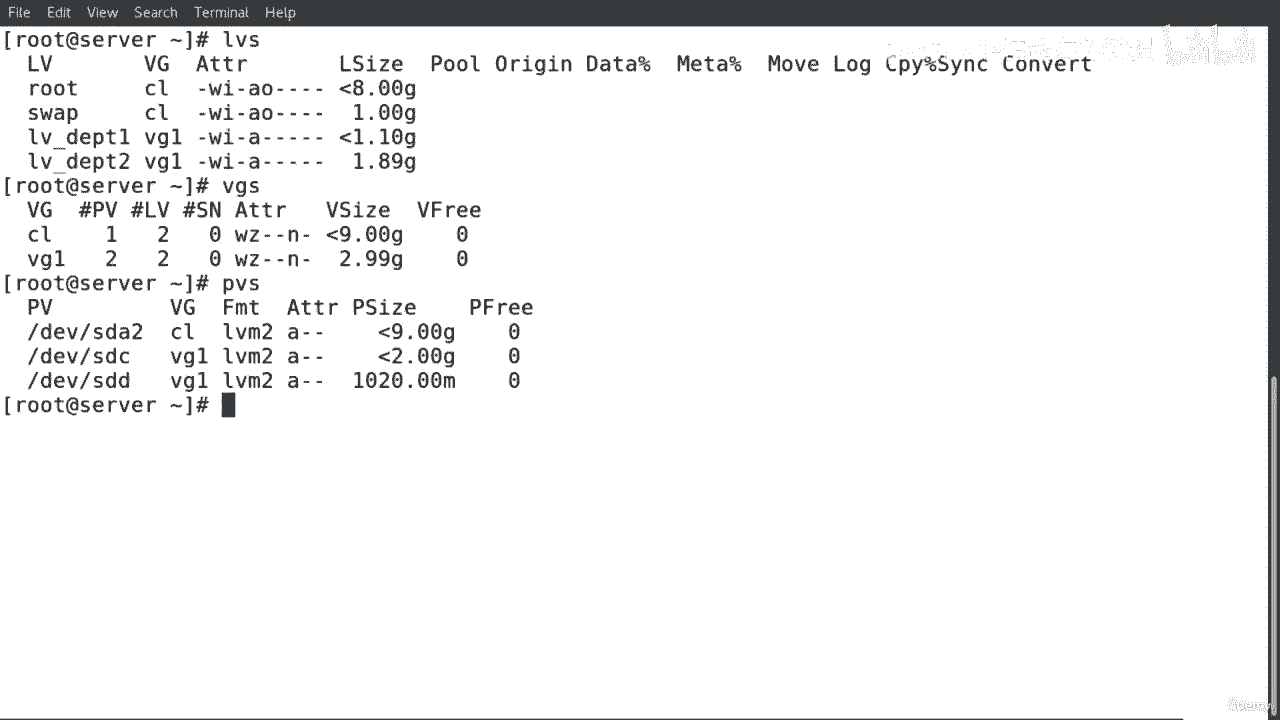 File Edit View Search Terminal Help
[root@server ~]# lvs
  LV       VG  Attr       LSize  Pool Origin Data%  Meta%  Move Log Cpy%Sync Convert
  root     cl  -wi-ao---- <8.00g
  swap     cl  -wi-ao----  1.00g
  lv_dept1 vg1 -wi-a----- <1.10g
  lv_dept2 vg1 -wi-a-----  1.89g
[root@server ~]# vgs
  VG  #PV #LV #SN Attr   VSize  VFree
  cl    1   2   0 wz--n- <9.00g    0
  vg1   2   2   0 wz--n-  2.99g    0
[root@server ~]# pvs
  PV         VG  Fmt  Attr PSize    PFree
  /dev/sda2  cl  lvm2 a--    <9.00g    0
  /dev/sdc   vg1 lvm2 a--    <2.00g    0
  /dev/sdd   vg1 lvm2 a--  1020.00m    0
[root@server ~]#